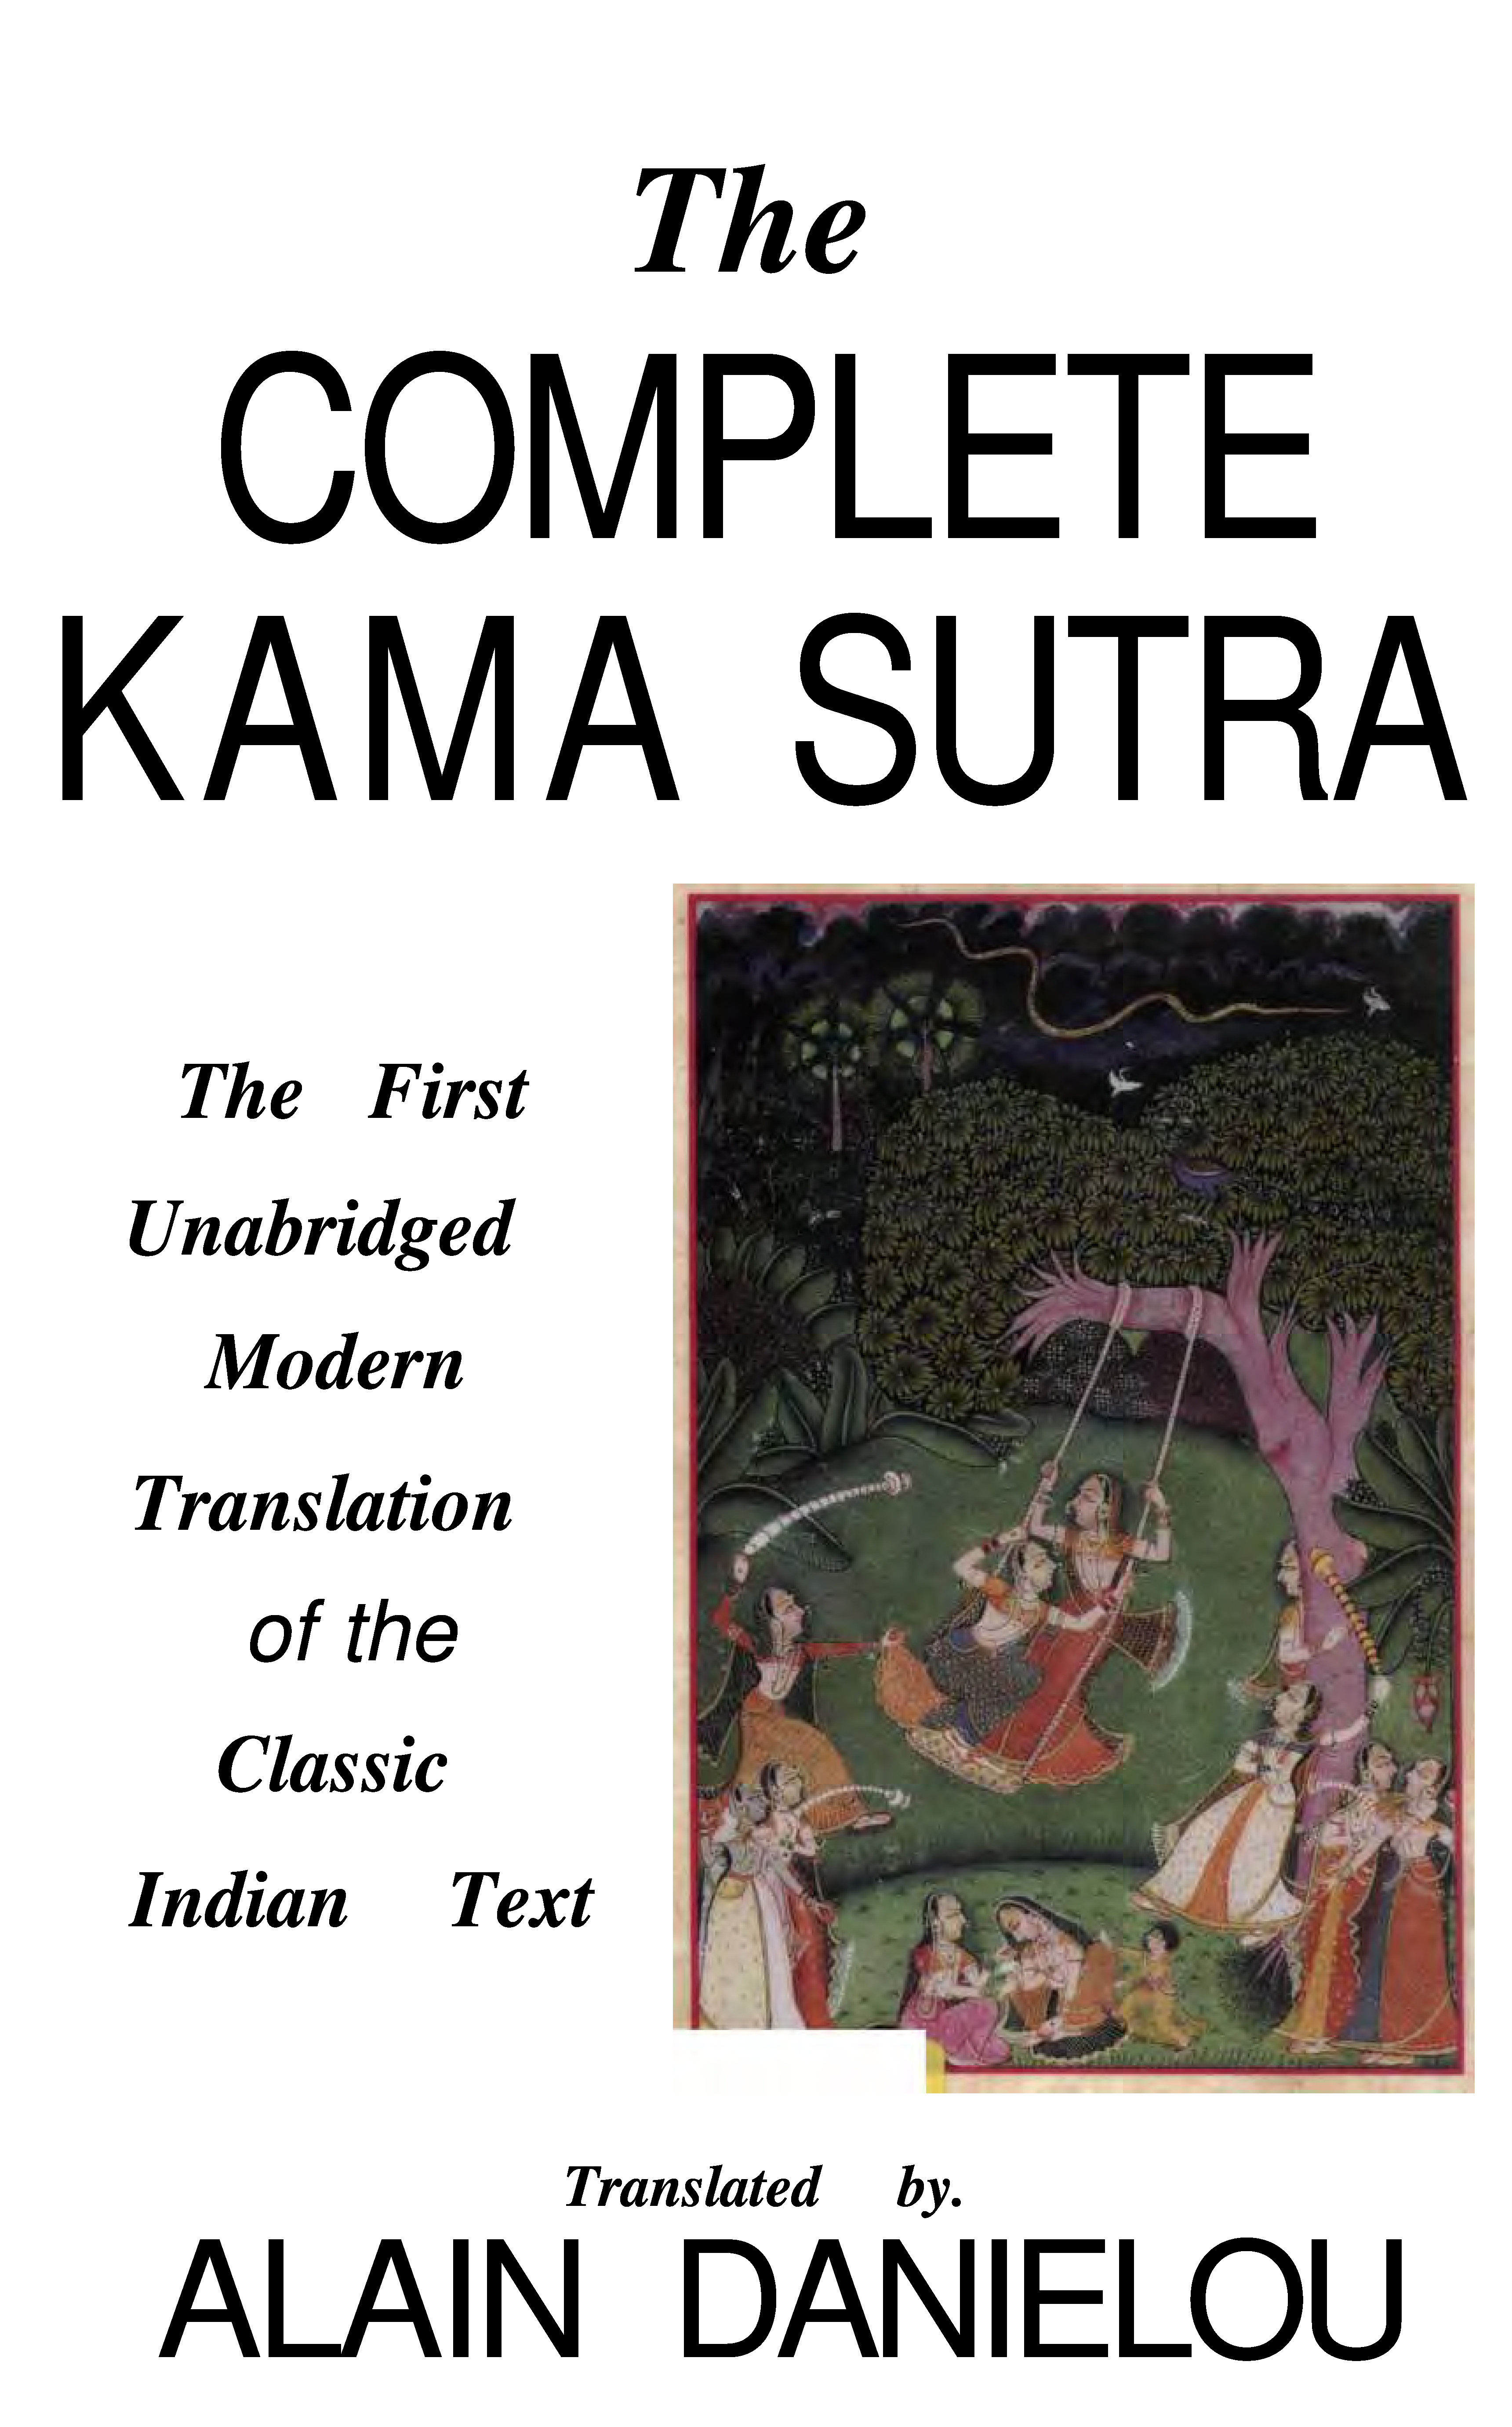 The
COMPLETE
KAMA SUTRA
The First
Unabridged
Modern
Translation
of the
Classic
Indian Text
Translated by.
ALAIN DANIELOU